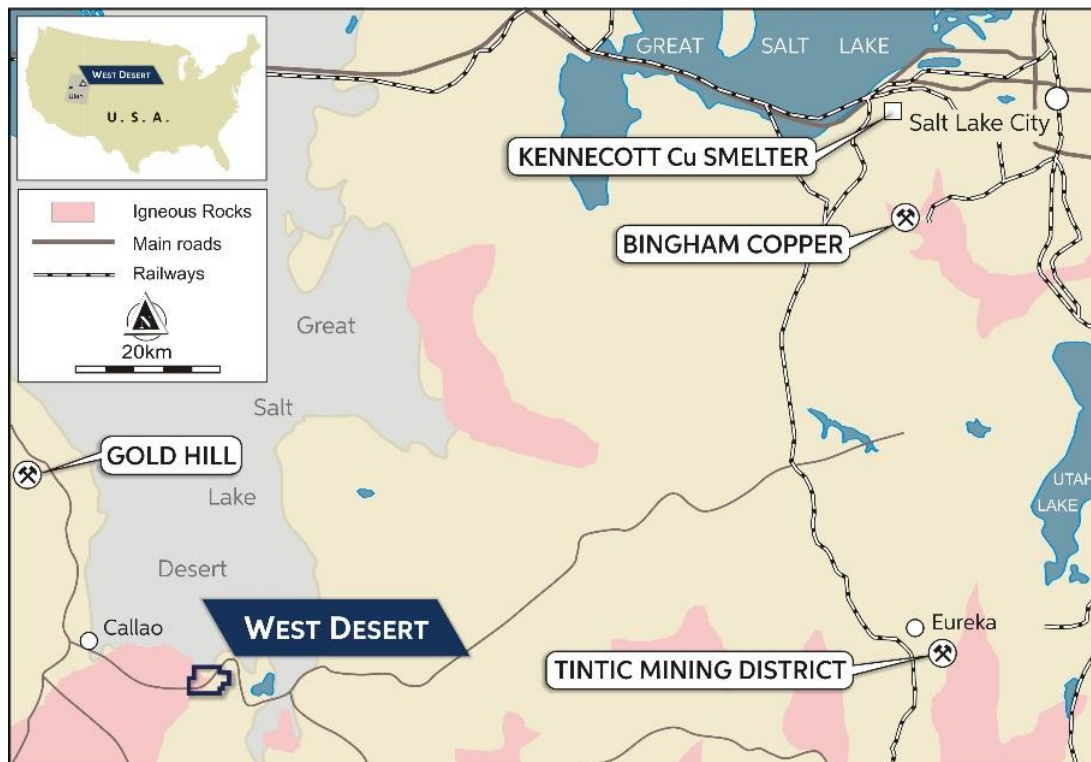 WEST DESERT
Utah
U. S. A.
Igneous Rocks
Main roads
Railways
N
20km
GREAT SALT LAKE
Salt Lake City
KENNECOTT Cu SMELTER
BINGHAM COPPER
Great
Salt
Lake
Desert
GOLD HILL
UTAH
LAKE
Callao
WEST DESERT
Eureka
TINTIC MINING DISTRICT